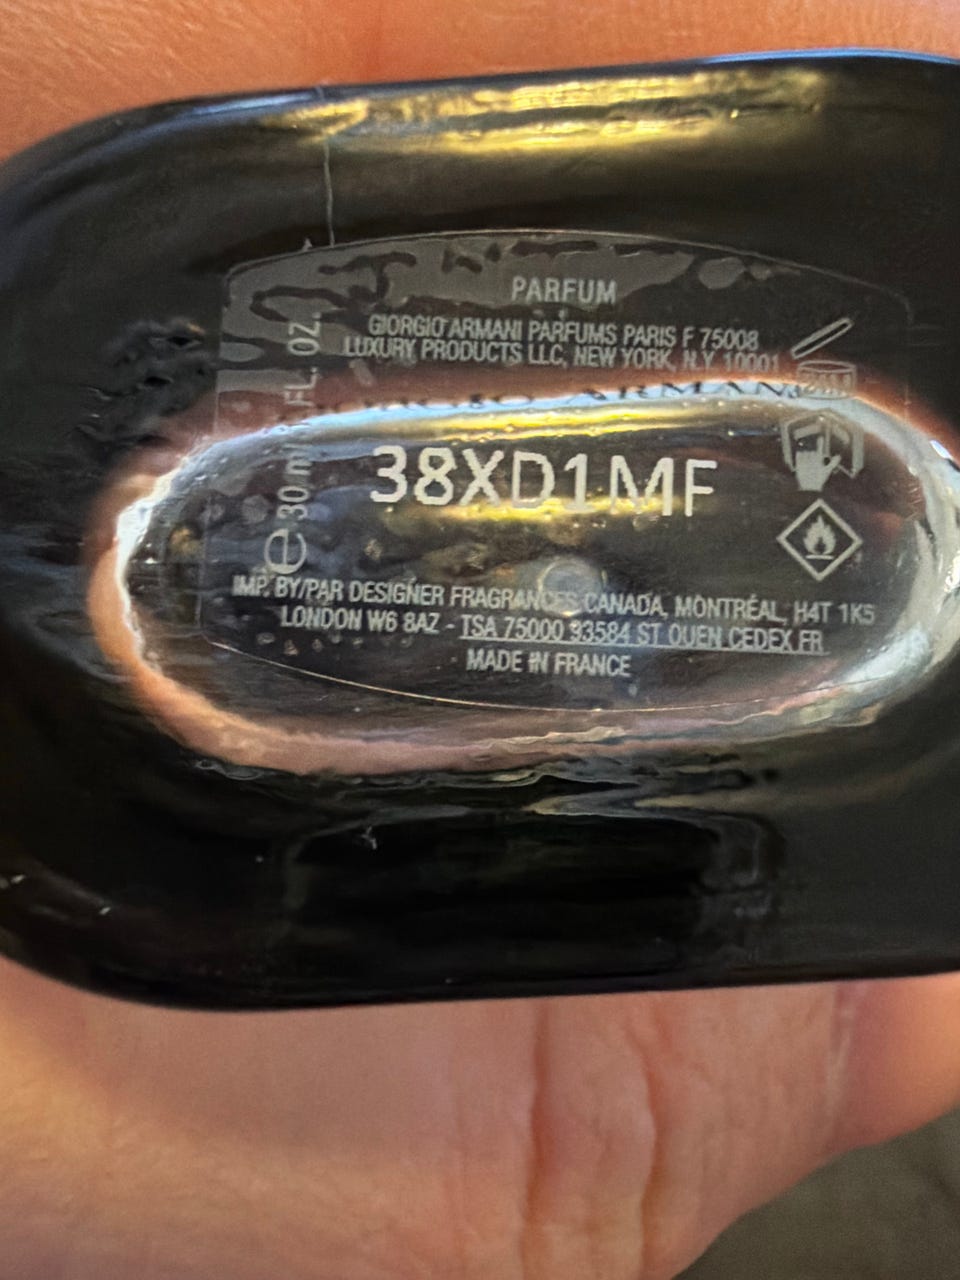 PARFUM
GIORGIO ARMANI PARFUMS PARIS F 75008
LUXURY PRODUCTS LLC, NEW YORK, N.Y. 10001
GIORGIO ARMANI
38XD1MF
e 30 ml FL. OZ.
IMP. BY/PAR DESIGNER FRAGRANCES CANADA, MONTRÉAL, H4T 1K5
LONDON W6 8AZ - TSA 75000 93584 ST OUEN CEDEX FR
MADE IN FRANCE